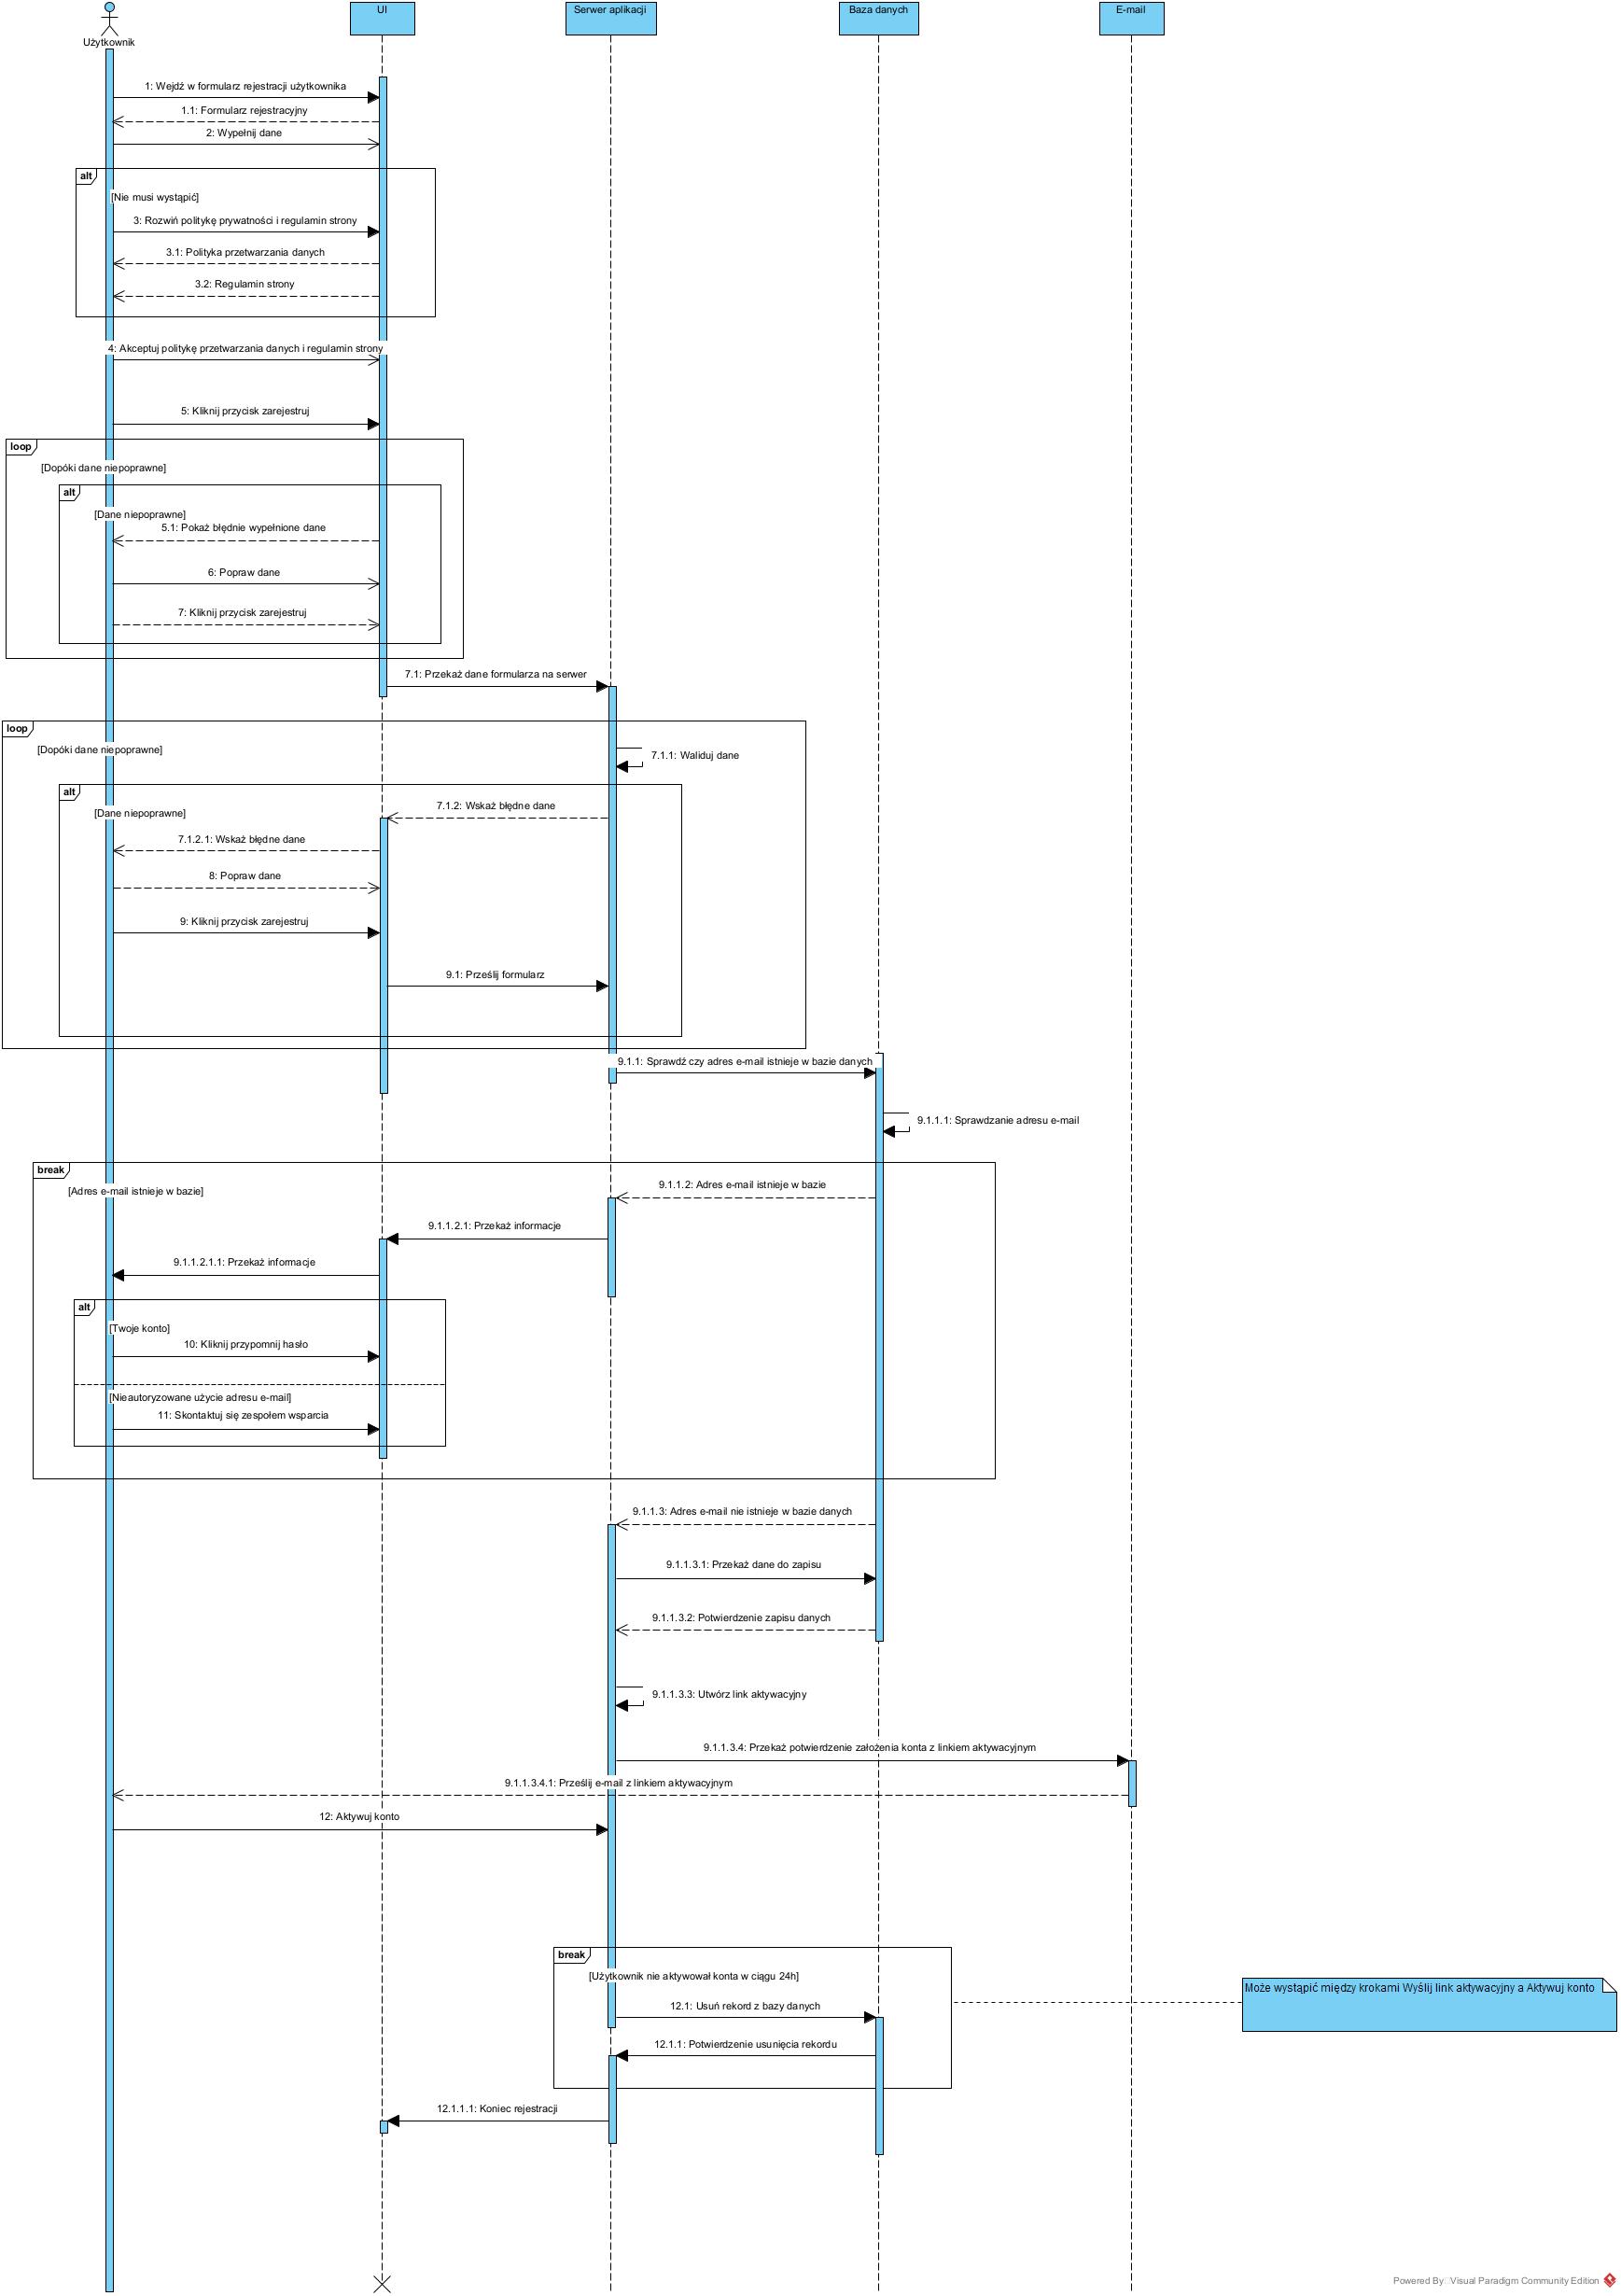 Użytkownik
UI
Serwer aplikacji
Baza danych
E-mail
1: Wejdź w formularz rejestracji użytkownika
1.1: Formularz rejestracyjny
2: Wypełnij dane
alt
[Nie musi wystąpić]
3: Rozwiń politykę prywatności i regulamin strony
3.1: Polityka przetwarzania danych
3.2: Regulamin strony
4: Akceptuj politykę przetwarzania danych i regulamin strony
5: Kliknij przycisk zarejestruj
loop
[Dopóki dane niepoprawne]
alt
[Dane niepoprawne]
5.1: Pokaż błędnie wypełnione dane
6: Popraw dane
7: Kliknij przycisk zarejestruj
7.1: Przekaż dane formularza na serwer
loop
[Dopóki dane niepoprawne]
7.1.1: Waliduj dane
alt
[Dane niepoprawne]
7.1.2: Wskaż błędne dane
7.1.2.1: Wskaż błędne dane
8: Popraw dane
9: Kliknij przycisk zarejestruj
9.1: Prześlij formularz
9.1.1: Sprawdź czy adres e-mail istnieje w bazie danych
9.1.1.1: Sprawdzanie adresu e-mail
break
[Adres e-mail istnieje w bazie]
9.1.1.2: Adres e-mail istnieje w bazie
9.1.1.2.1: Przekaż informacje
9.1.1.2.1.1: Przekaż informacje
alt
[Twoje konto]
10: Kliknij przypomnij hasło
[Nieautoryzowane użycie adresu e-mail]
11: Skontaktuj się zespołem wsparcia
9.1.1.3: Adres e-mail nie istnieje w bazie danych
9.1.1.3.1: Przekaż dane do zapisu
9.1.1.3.2: Potwierdzenie zapisu danych
9.1.1.3.3: Utwórz link aktywacyjny
9.1.1.3.4: Przekaż potwierdzenie założenia konta z linkiem aktywacyjnym
9.1.1.3.4.1: Prześlij e-mail z linkiem aktywacyjnym
12: Aktywuj konto
break
[Użytkownik nie aktywował konta w ciągu 24h]
Może wystąpić między krokami Wyślij link aktywacyjny a Aktywuj konto
12.1: Usuń rekord z bazy danych
12.1.1: Potwierdzenie usunięcia rekordu
12.1.1.1: Koniec rejestracji
Powered By Visual Paradigm Community Edition